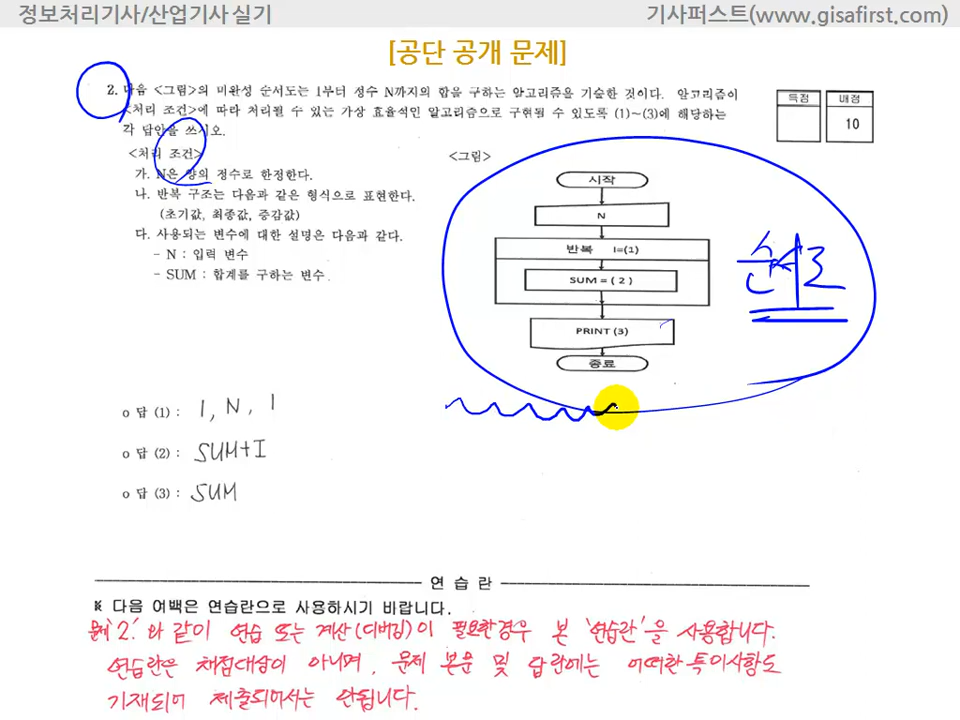 정보처리기사/산업기사 실기
기사퍼스트(www.gisafirst.com)
[공단 공개 문제]
2. 다음 <그림>의 미완성 순서도는 1부터 정수 N까지의 합을 구하는 알고리즘을 기술한 것이다. 알고리즘이
<처리 조건>에 따라 처리될 수 있는 가상 효율적인 알고리즘으로 구현될 수 있도록 (1)~(3)에 해당하는
각 답안을 쓰시오.
득점
배점
10
<처리 조건>
가. N은 양의 정수로 한정한다.
나. 반복 구조는 다음과 같은 형식으로 표현한다.
(초기값, 최종값, 증감값)
다. 사용되는 변수에 대한 설명은 다음과 같다.
- N : 입력 변수
- SUM : 합계를 구하는 변수.
<그림>
시작
N
반복 I=(1)
SUM = ( 2 )
PRINT (3)
종료
순서도
o 답 (1) : 1, N, 1
o 답 (2) : SUM+I
o 답 (3) : SUM
연 습 란
※ 다음 여백은 연습란으로 사용하시기 바랍니다.
문제 '2.' 와 같이 연습 또는 계산(디버깅)이 필요한경우 본 '연습란'을 사용합니다.
연습란은 채점대상이 아니며, 문제 본문 및 답란에는 어떠한 특이사항도
기재되어 제출되어서는 안됩니다.